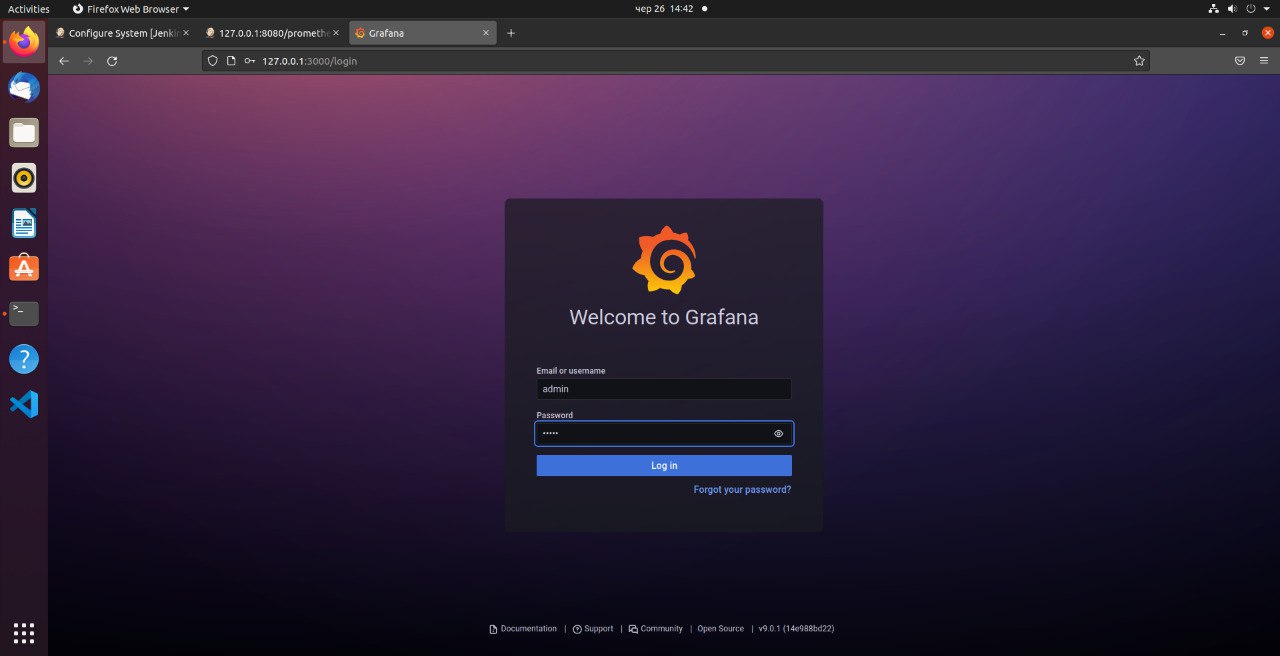 Activities Firefox Web Browser чер 26 14:42
Configure System [Jenki 127.0.0.1:8080/promethe Grafana
127.0.0.1:3000/login
Welcome to Grafana
Email or username
admin
Password
•••••
Log in
Forgot your password?
Documentation | Support | Community | Open Source | v9.0.1 (14e988bd22)